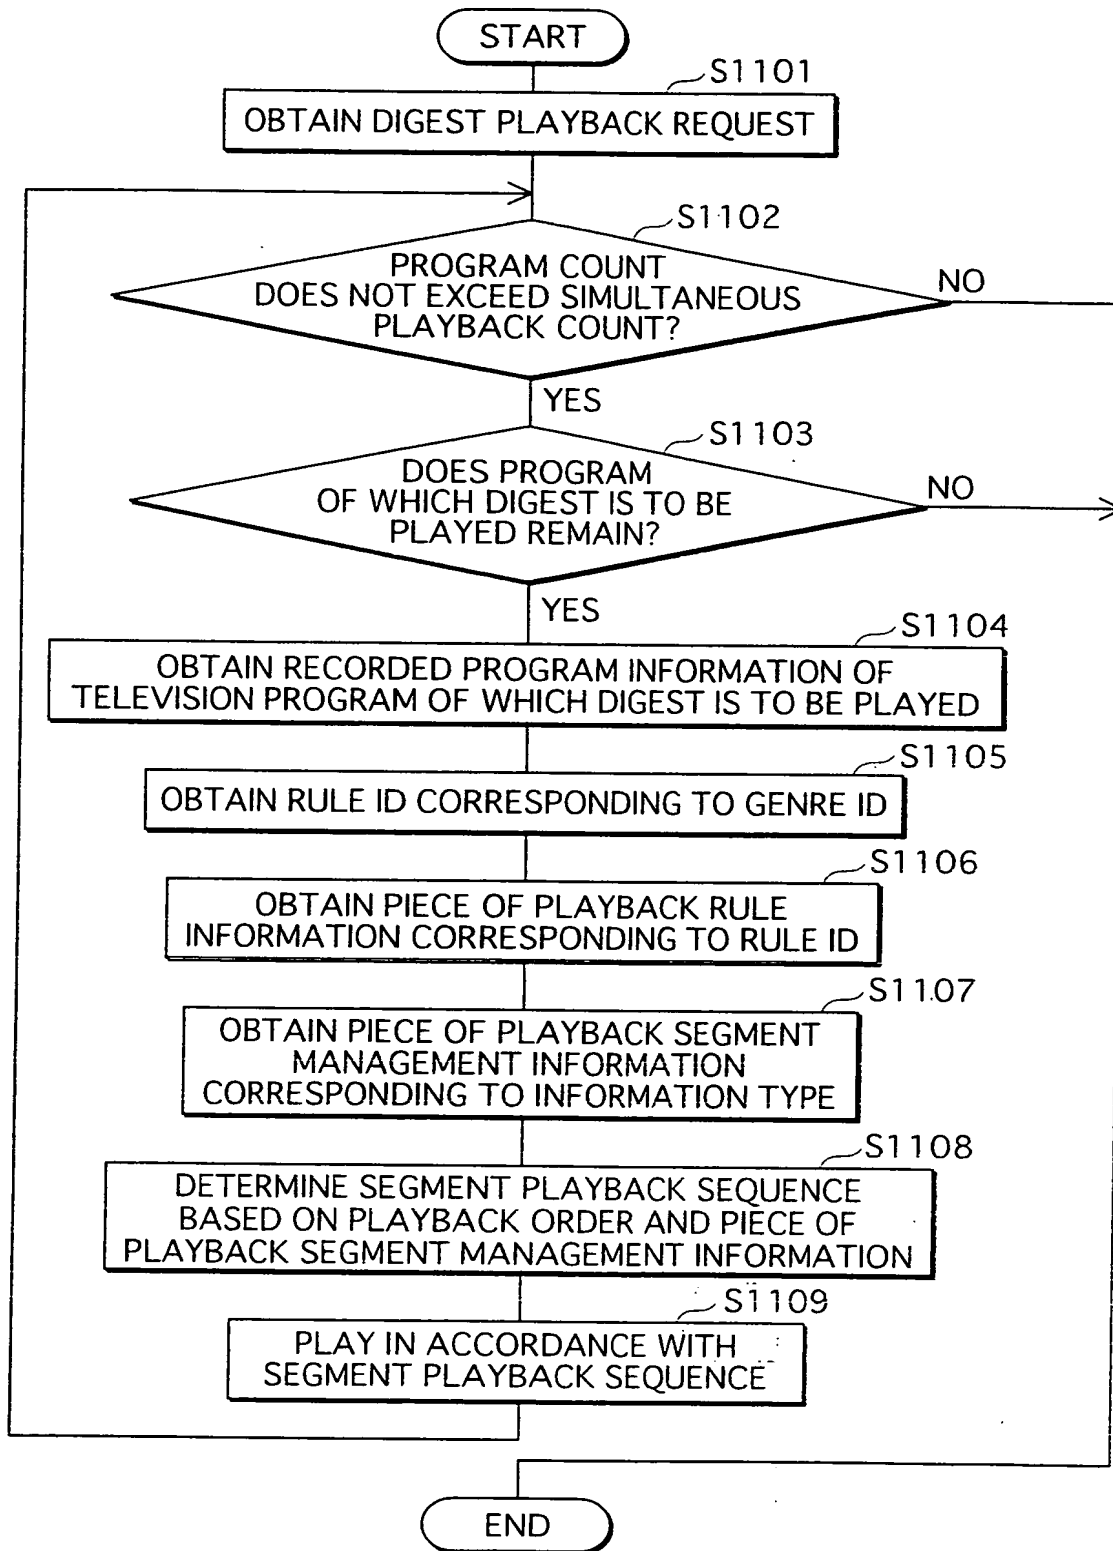 START
S1101
OBTAIN DIGEST PLAYBACK REQUEST
S1102
PROGRAM COUNT
DOES NOT EXCEED SIMULTANEOUS
PLAYBACK COUNT?
NO
YES
S1103
DOES PROGRAM
OF WHICH DIGEST IS TO BE
PLAYED REMAIN?
NO
YES
S1104
OBTAIN RECORDED PROGRAM INFORMATION OF
TELEVISION PROGRAM OF WHICH DIGEST IS TO BE PLAYED
S1105
OBTAIN RULE ID CORRESPONDING TO GENRE ID
S1106
OBTAIN PIECE OF PLAYBACK RULE
INFORMATION CORRESPONDING TO RULE ID
S1107
OBTAIN PIECE OF PLAYBACK SEGMENT
MANAGEMENT INFORMATION
CORRESPONDING TO INFORMATION TYPE
S1108
DETERMINE SEGMENT PLAYBACK SEQUENCE
BASED ON PLAYBACK ORDER AND PIECE OF
PLAYBACK SEGMENT MANAGEMENT INFORMATION
S1109
PLAY IN ACCORDANCE WITH
SEGMENT PLAYBACK SEQUENCE
END